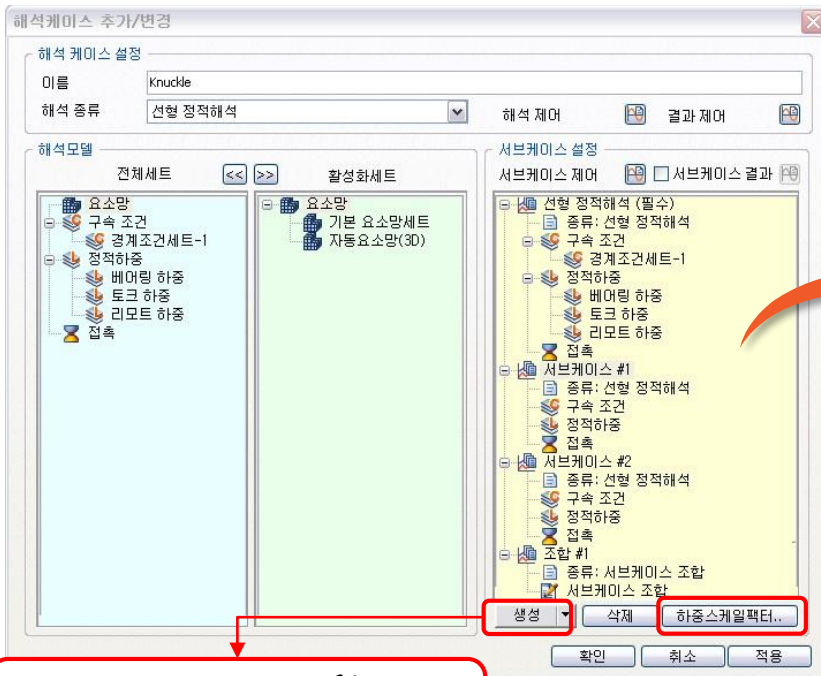 해석케이스 추가/변경
해석 케이스 설정
이름 Knuckle
해석 종류 선형 정적해석 해석 제어 결과 제어
해석모델
전체세트 << >> 활성화세트
요소망
구속 조건
경계조건세트-1
정적하중
베어링 하중
토크 하중
리모트 하중
접촉
요소망
기본 요소망세트
자동요소망(3D)
서브케이스 설정
서브케이스 제어 서브케이스 결과
선형 정적해석 (필수)
종류: 선형 정적해석
구속 조건
경계조건세트-1
정적하중
베어링 하중
토크 하중
리모트 하중
접촉
서브케이스 #1
종류: 선형 정적해석
구속 조건
정적하중
접촉
서브케이스 #2
종류: 선형 정적해석
구속 조건
정적하중
접촉
조합 #1
종류: 서브케이스 조합
서브케이스 조합
생성 삭제 하중스케일팩터..
확인 취소 적용